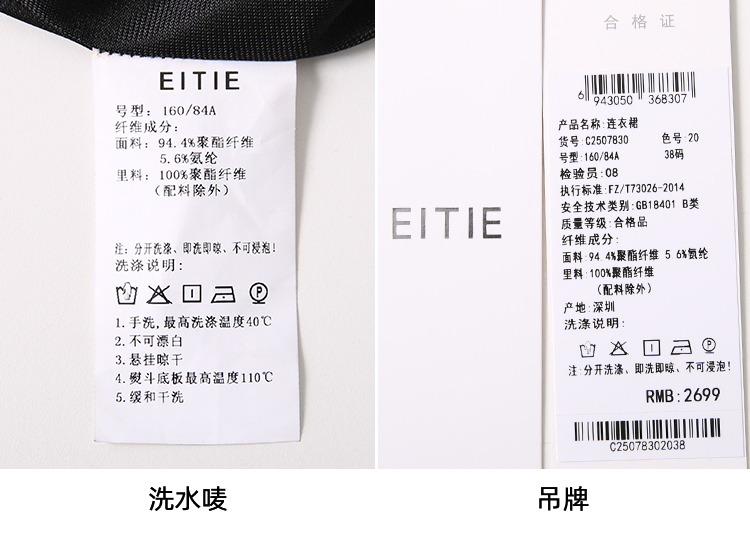 EITIE
号型: 160/84A
纤维成分:
面料: 94.4%聚酯纤维
5.6%氨纶
里料: 100%聚酯纤维
(配料除外)
注: 分开洗涤、即洗即晾、不可浸泡!
洗涤说明:
1.手洗,最高洗涤温度40℃
2.不可漂白
3.悬挂晾干
4.熨斗底板最高温度110℃
5.缓和干洗
洗水唛
EITIE
合格证
6 943050 368307
产品名称:连衣裙
货号:C2507830 色号:20
号型:160/84A 38码
检验员:08
执行标准:FZ/T73026-2014
安全技术类别:GB18401 B类
质量等级:合格品
纤维成分:
面料:94.4%聚酯纤维 5.6%氨纶
里料:100%聚酯纤维
(配料除外)
产地:深圳
洗涤说明:
注:分开洗涤、即洗即晾、不可浸泡!
RMB:2699
C25078302038
吊牌